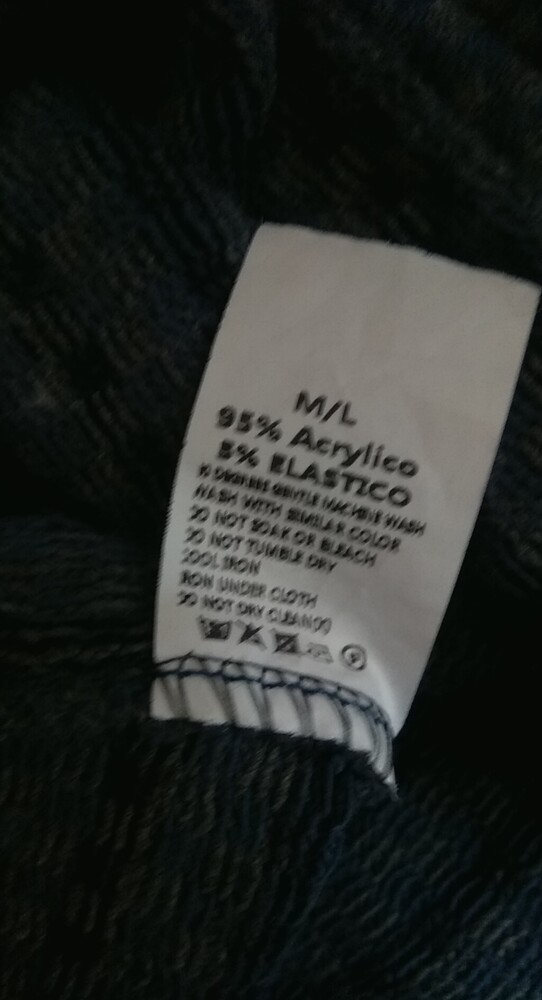 M/L
95% Acrylico
5% ELASTICO
DEGREES GENTLE MACHINE WASH
WASH WITH SIMILAR COLOR
DO NOT SOAK OR BLEACH
DO NOT TUMBLE DRY
COOL IRON
IRON UNDER CLOTH
DO NOT DRY CLEAN
P